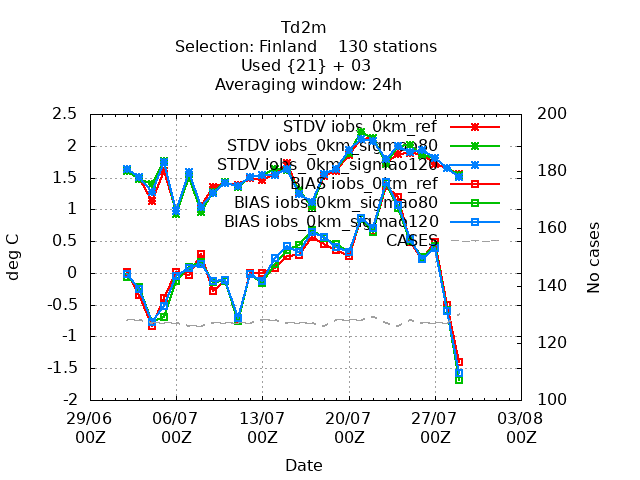 Td2m
Selection: Finland    130 stations
Used {21} + 03
Averaging window: 24h
2.5
2
1.5
1
0.5
0
-0.5
-1
-1.5
-2
deg C
200
180
160
140
120
100
No cases
STDV iobs_0km_ref
STDV iobs_0km_sigmao80
STDV iobs_0km_sigmao120
BIAS iobs_0km_ref
BIAS iobs_0km_sigmao80
BIAS iobs_0km_sigmao120
CASES
29/06 06/07 13/07 20/07 27/07 03/08
00Z 00Z 00Z 00Z 00Z 00Z
Date